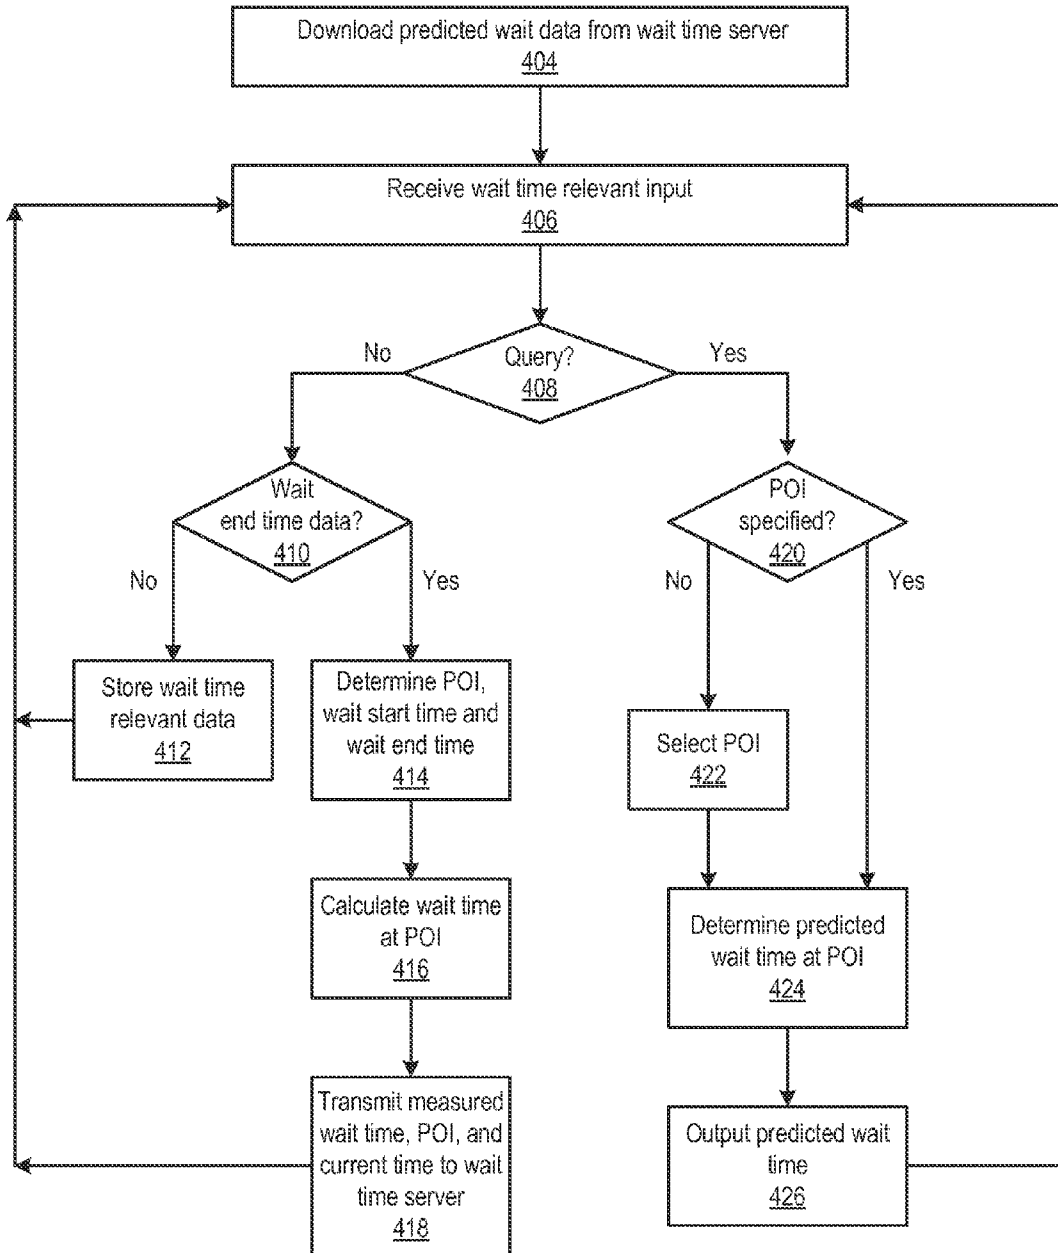 Download predicted wait data from wait time server
404
Receive wait time relevant input
406
No
Query?
408
Yes
Wait
end time data?
410
No
Yes
POI
specified?
420
No
Yes
Store wait time
relevant data
412
Determine POI,
wait start time and
wait end time
414
Select POI
422
Calculate wait time
at POI
416
Determine predicted
wait time at POI
424
Transmit measured
wait time, POI, and
current time to wait
time server
418
Output predicted wait
time
426